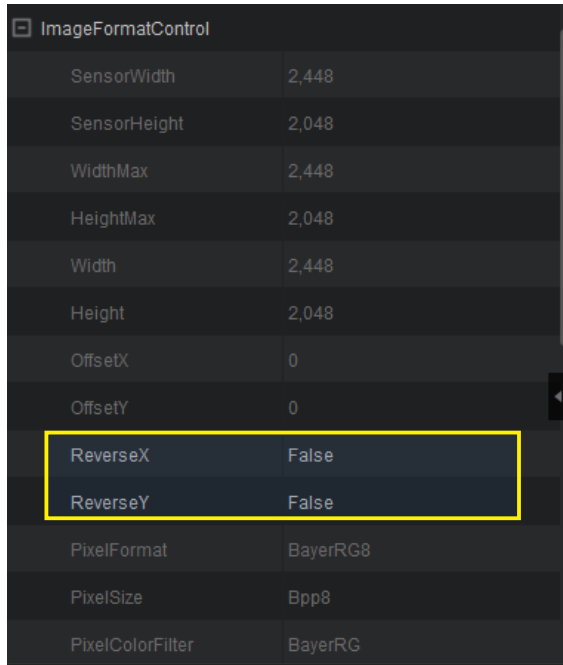 ImageFormatControl
SensorWidth 2,448
SensorHeight 2,048
WidthMax 2,448
HeightMax 2,048
Width 2,448
Height 2,048
OffsetX 0
OffsetY 0
ReverseX False
ReverseY False
PixelFormat BayerRG8
PixelSize Bpp8
PixelColorFilter BayerRG